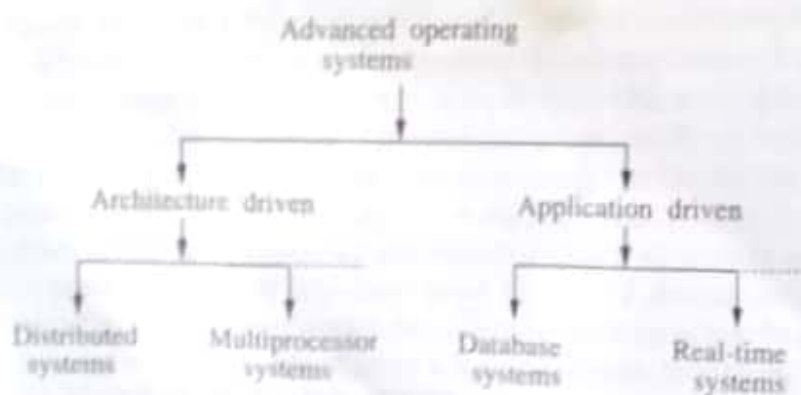 Advanced operating
systems
Architecture driven
Application driven
Distributed
systems
Multiprocessor
systems
Database
systems
Real-time
systems